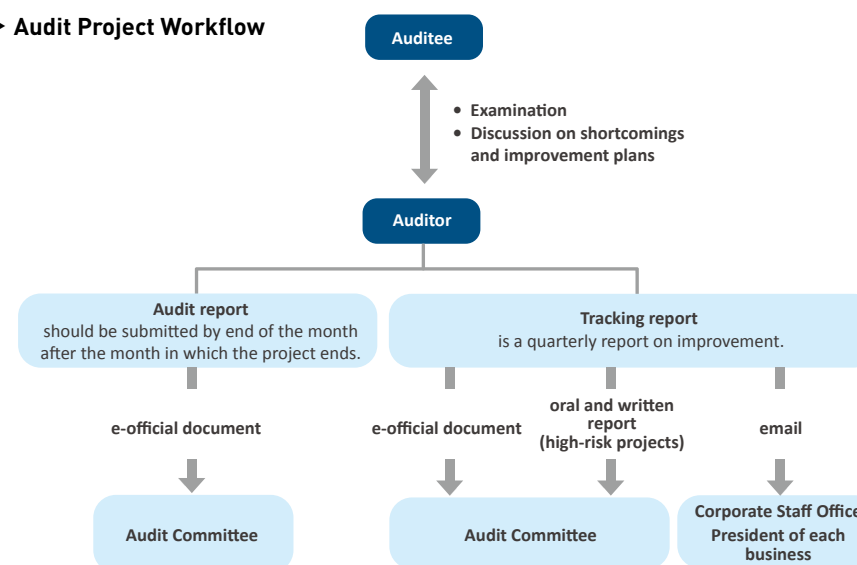 Audit Project Workflow
Auditee
• Examination
• Discussion on shortcomings
and improvement plans
Auditor
Audit report
should be submitted by end of the month
after the month in which the project ends.
Tracking report
is a quarterly report on improvement.
e-official document
e-official document
oral and written
report
(high-risk projects)
email
Audit Committee
Audit Committee
Corporate Staff Office
President of each
business